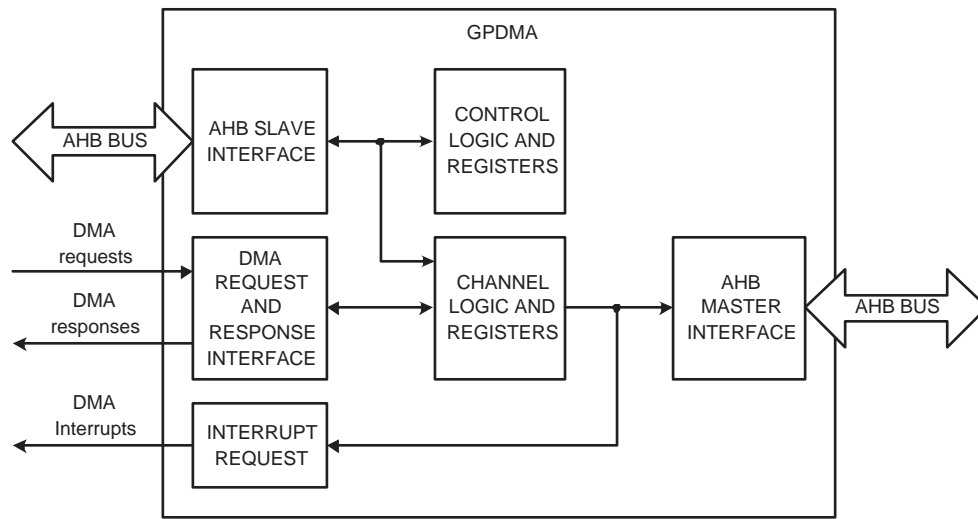 GPDMA
AHB BUS
AHB SLAVE
INTERFACE
CONTROL
LOGIC AND
REGISTERS
DMA
requests
DMA
responses
DMA
REQUEST
AND
RESPONSE
INTERFACE
CHANNEL
LOGIC AND
REGISTERS
AHB
MASTER
INTERFACE
AHB BUS
DMA
Interrupts
INTERRUPT
REQUEST